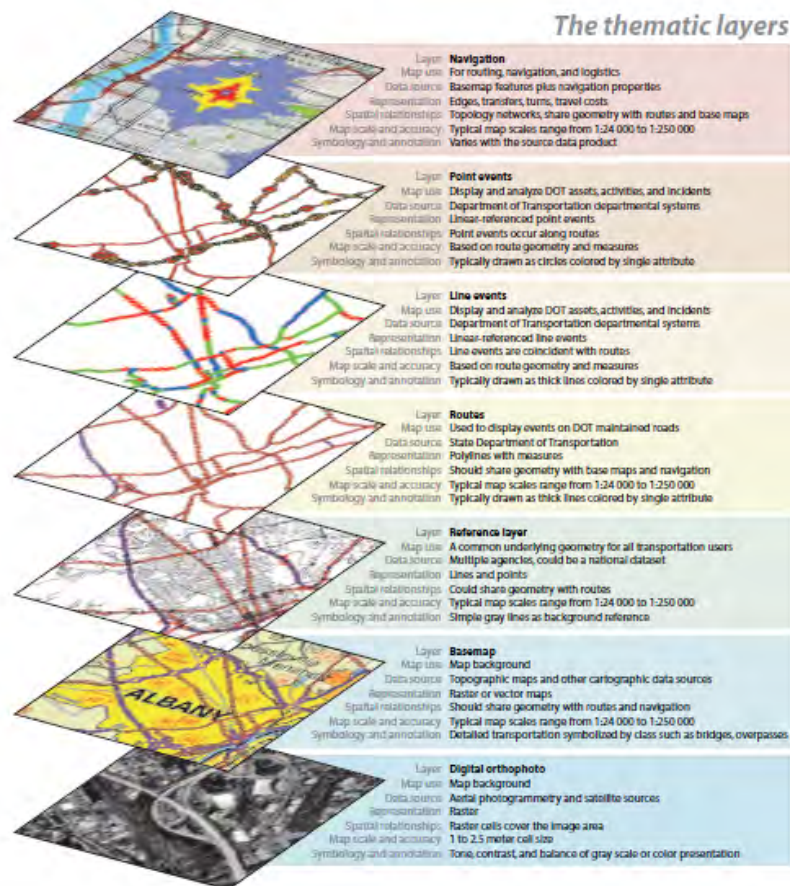 The thematic layers
Layer Navigation
Map use For routing, navigation, and logistics
Data source Basemap features plus navigation properties
Representation Edges, transfers, turns, travel costs
Spatial relationships Topology networks, share geometry with routes and base maps
Map scale and accuracy Typical map scales range from 1:24 000 to 1:250 000
Symbology and annotation Varies with the source data product
Layer Point events
Map use Display and analyze DOT assets, activities, and incidents
Data source Department of Transportation departmental systems
Representation Linear-referenced point events
Spatial relationships Point events occur along routes
Map scale and accuracy Based on route geometry and measures
Symbology and annotation Typically drawn as circles colored by single attribute
Layer Line events
Map use Display and analyze DOT assets, activities, and incidents
Data source Department of Transportation departmental systems
Representation Linear-referenced line events
Spatial relationships Line events are coincident with routes
Map scale and accuracy Based on route geometry and measures
Symbology and annotation Typically drawn as thick lines colored by single attribute
Layer Routes
Map use Used to display events on DOT maintained roads
Data source State Department of Transportation
Representation Polylines with measures
Spatial relationships Should share geometry with base maps and navigation
Map scale and accuracy Typical map scales range from 1:24 000 to 1:250 000
Symbology and annotation Typically drawn as thick lines colored by single attribute
Layer Reference layer
Map use A common underlying geometry for all transportation users
Data source Multiple agencies, could be a national dataset
Representation Lines and points
Spatial relationships Could share geometry with routes
Map scale and accuracy Typical map scales range from 1:24 000 to 1:250 000
Symbology and annotation Simple gray lines as background reference
Layer Basemap
Map use Map background
Data source Topographic maps and other cartographic data sources
Representation Raster or vector maps
Spatial relationships Should share geometry with routes and navigation
Map scale and accuracy Typical map scales range from 1:24 000 to 1:250 000
Symbology and annotation Detailed transportation symbolized by class such as bridges, overpasses
ALBANY
Layer Digital orthophoto
Map use Map background
Data source Aerial photogrammetry and satellite sources
Representation Raster
Spatial relationships Raster cells cover the image area
Map scale and accuracy 1 to 2.5 meter cell size
Symbology and annotation Tone, contrast, and balance of gray scale or color presentation